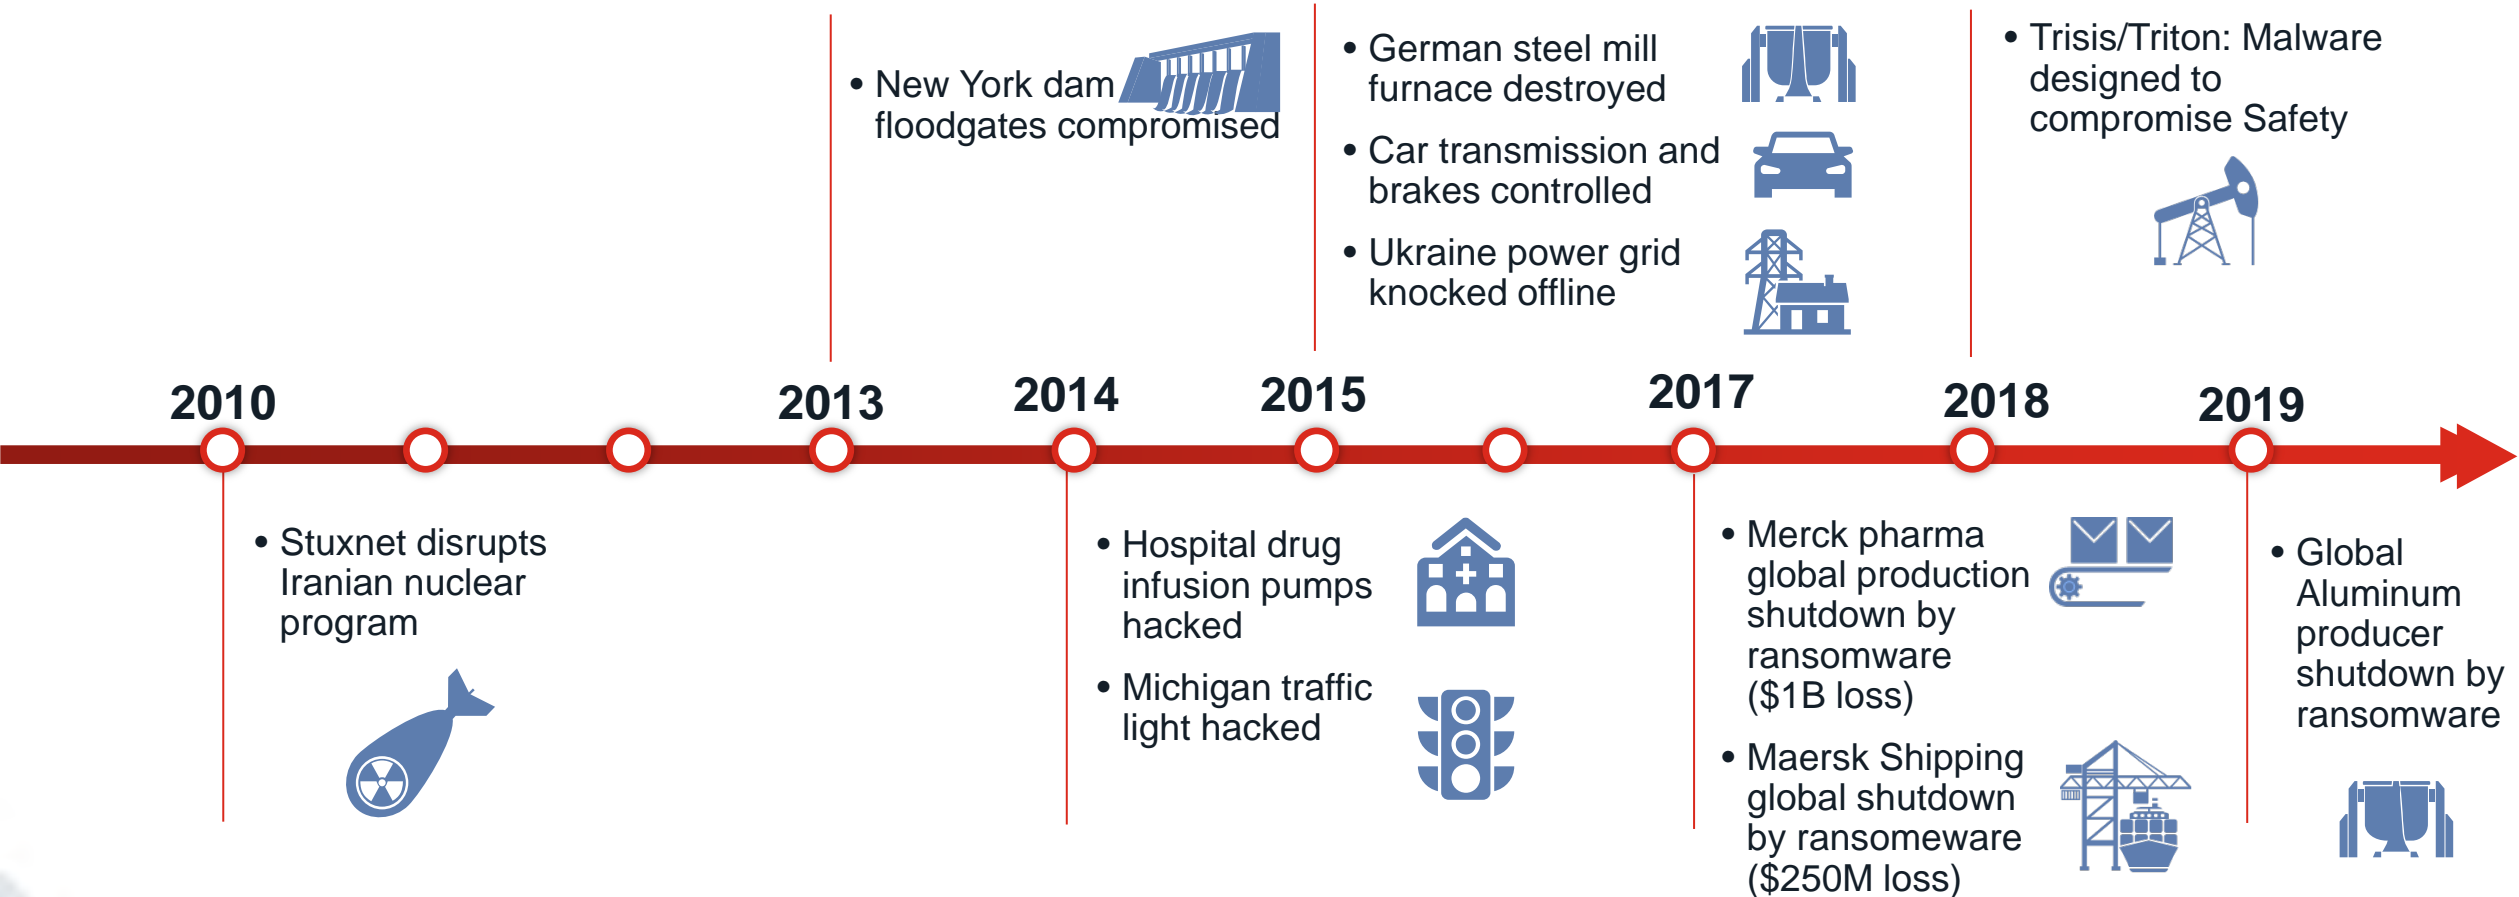 • New York dam
floodgates compromised
• German steel mill
furnace destroyed
• Car transmission and
brakes controlled
• Ukraine power grid
knocked offline
• Trisis/Triton: Malware
designed to
compromise Safety
2010
2013
2014
2015
2017
2018
2019
• Stuxnet disrupts
Iranian nuclear
program
• Hospital drug
infusion pumps
hacked
• Michigan traffic
light hacked
• Merck pharma
global production
shutdown by
ransomware
($1B loss)
• Maersk Shipping
global shutdown
by ransomeware
($250M loss)
• Global
Aluminum
producer
shutdown by
ransomware